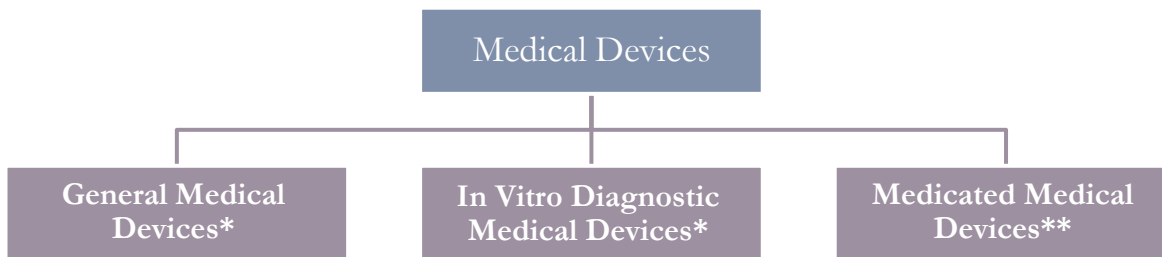 Medical Devices
General Medical
Devices*
In Vitro Diagnostic
Medical Devices*
Medicated Medical
Devices**